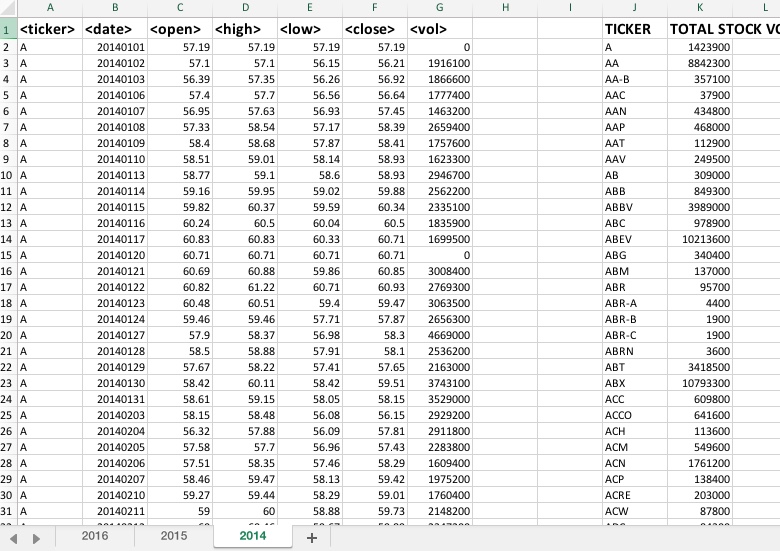 A B C D E F G H I J K L
1 <ticker> <date> <open> <high> <low> <close> <vol> TICKER TOTAL STOCK VO
2 A 20140101 57.19 57.19 57.19 57.19 0 A 1423900
3 A 20140102 57.1 57.1 56.15 56.21 1916100 AA 8842300
4 A 20140103 56.39 57.35 56.26 56.92 1866600 AA-B 357100
5 A 20140106 57.4 57.7 56.56 56.64 1777400 AAC 37900
6 A 20140107 56.95 57.63 56.93 57.45 1463200 AAN 434800
7 A 20140108 57.33 58.54 57.17 58.39 2659400 AAP 468000
8 A 20140109 58.4 58.68 57.87 58.41 1757600 AAT 112900
9 A 20140110 58.51 59.01 58.14 58.93 1623300 AAV 249500
10 A 20140113 58.77 59.1 58.6 58.93 2946700 AB 309000
11 A 20140114 59.16 59.95 59.02 59.88 2562200 ABB 849300
12 A 20140115 59.82 60.37 59.59 60.34 2335100 ABBV 3989000
13 A 20140116 60.24 60.5 60.04 60.5 1835900 ABC 978900
14 A 20140117 60.83 60.83 60.33 60.71 1699500 ABEV 10213600
15 A 20140120 60.71 60.71 60.71 60.71 0 ABG 340400
16 A 20140121 60.69 60.88 59.86 60.85 3008400 ABM 137000
17 A 20140122 60.82 61.22 60.71 60.93 2769300 ABR 95700
18 A 20140123 60.48 60.51 59.4 59.47 3063500 ABR-A 4400
19 A 20140124 59.46 59.46 57.71 57.87 2656300 ABR-B 1900
20 A 20140127 57.9 58.37 56.98 58.3 4669000 ABR-C 1900
21 A 20140128 58.5 58.88 57.91 58.1 2536200 ABRN 3600
22 A 20140129 57.67 58.22 57.41 57.65 2163000 ABT 3418500
23 A 20140130 58.42 60.11 58.42 59.51 3743100 ABX 10793300
24 A 20140131 58.61 59.15 58.05 58.15 3529000 ACC 609800
25 A 20140203 58.15 58.48 56.08 56.15 2929200 ACCO 641600
26 A 20140204 56.32 57.88 56.09 57.81 2911800 ACH 113600
27 A 20140205 57.58 57.7 56.96 57.43 2283800 ACM 549600
28 A 20140206 57.51 58.35 57.46 58.29 1609400 ACN 1761200
29 A 20140207 58.46 59.47 58.13 59.42 1975200 ACP 138400
30 A 20140210 59.27 59.44 58.29 59.01 1760400 ACRE 203000
31 A 20140211 59 60 58.88 59.73 2148200 ACW 87800
2016 2015 2014